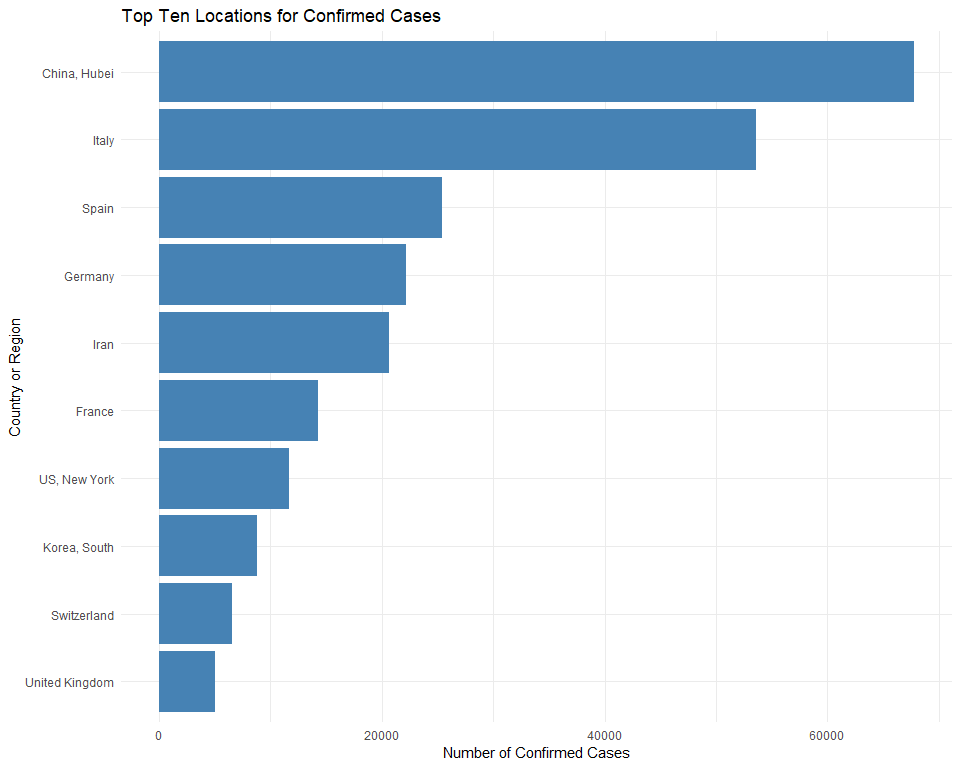 Top Ten Locations for Confirmed Cases
Country or Region
China, Hubei
Italy
Spain
Germany
Iran
France
US, New York
Korea, South
Switzerland
United Kingdom
0 20000 40000 60000
Number of Confirmed Cases